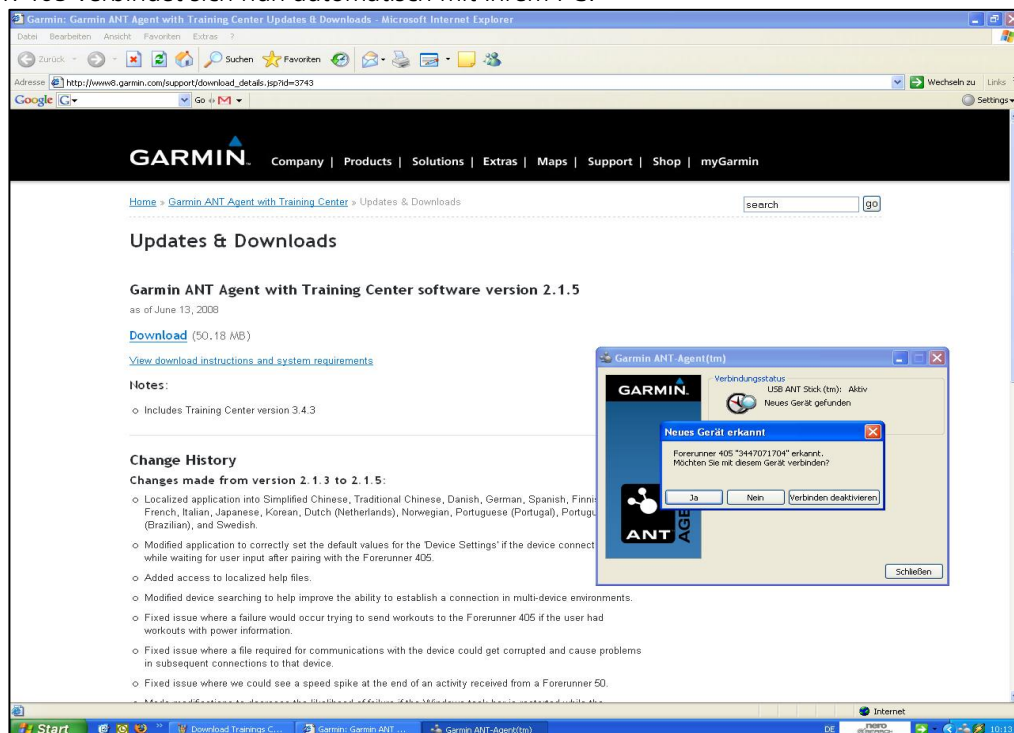 405 verbindet sich nun automatisch mit Ihrem PC.
Garmin: Garmin ANT Agent with Training Center Updates & Downloads - Microsoft Internet Explorer
Datei Bearbeiten Ansicht Favoriten Extras ?
Zurück Suchen Favoriten
Adresse http://www8.garmin.com/support/download_details.jsp?id=3743 Wechseln zu Links
Google G Go Settings
GARMIN Company | Products | Solutions | Extras | Maps | Support | Shop | myGarmin
Home » Garmin ANT Agent with Training Center » Updates & Downloads search go
Updates & Downloads
Garmin ANT Agent with Training Center software version 2.1.5
as of June 13, 2008
Download (50.18 MB)
View download instructions and system requirements
Notes:
Includes Training Center version 3.4.3
Change History
Changes made from version 2.1.3 to 2.1.5:
Localized application into Simplified Chinese, Traditional Chinese, Danish, German, Spanish,
French, Italian, Japanese, Korean, Dutch (Netherlands), Norwegian, Portuguese (Portugal),
(Brazilian), and Swedish.
Modified application to correctly set the default values for the 'Device Settings' if the device connect
while waiting for user input after pairing with the Forerunner 405.
Added access to localized help files.
Modified device searching to help improve the ability to establish a connection in multi-device environments.
Fixed issue where a failure would occur trying to send workouts to the Forerunner 405 if the user had
workouts with power information.
Fixed issue where a file required for communications with the device could get corrupted and cause problems
in subsequent connections to that device.
Fixed issue where we could see a speed spike at the end of an activity received from a Forerunner 50.
Garmin ANT-Agent(tm)
GARMIN
Verbindungsstatus
USB ANT Stick (tm): Aktiv
Neues Gerät gefunden
Neues Gerät erkannt
Forerunner 405 "3447071704" erkannt.
Möchten Sie mit diesem Gerät verbinden?
Ja Nein Verbinden deaktivieren
ANT AGENT
Schließen
Internet
Start Download Trainings C... Garmin: Garmin ANT ... Garmin ANT-Agent(tm) DE nero 10:13